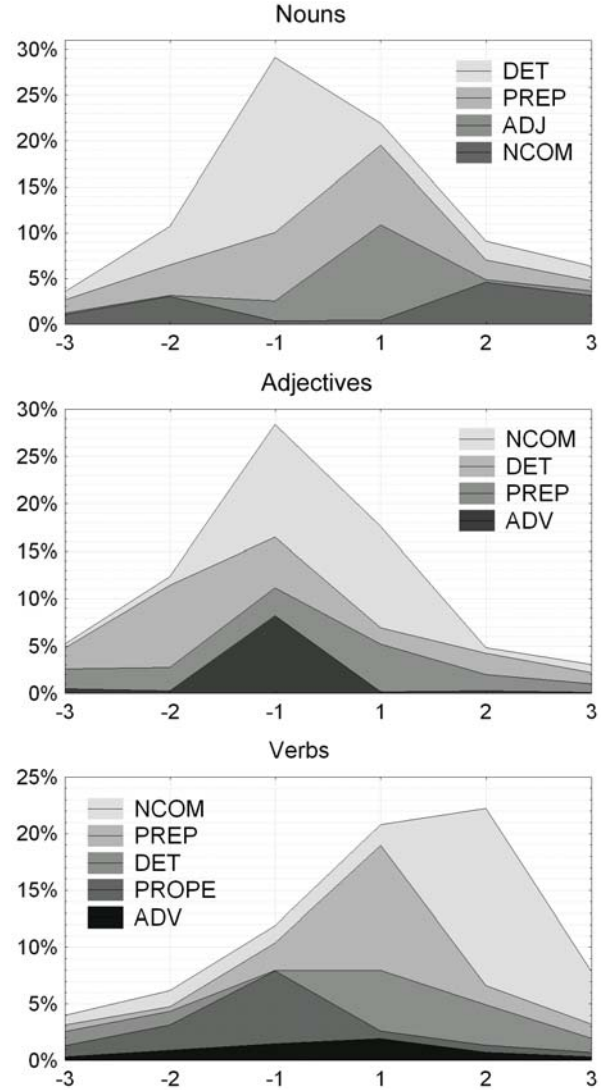 Nouns
30%
25%
20%
15%
10%
5%
0%
DET
PREP
ADJ
NCOM
-3 -2 -1 1 2 3
Adjectives
30%
25%
20%
15%
10%
5%
0%
NCOM
DET
PREP
ADV
-3 -2 -1 1 2 3
Verbs
25%
20%
15%
10%
5%
0%
NCOM
PREP
DET
PROPE
ADV
-3 -2 -1 1 2 3